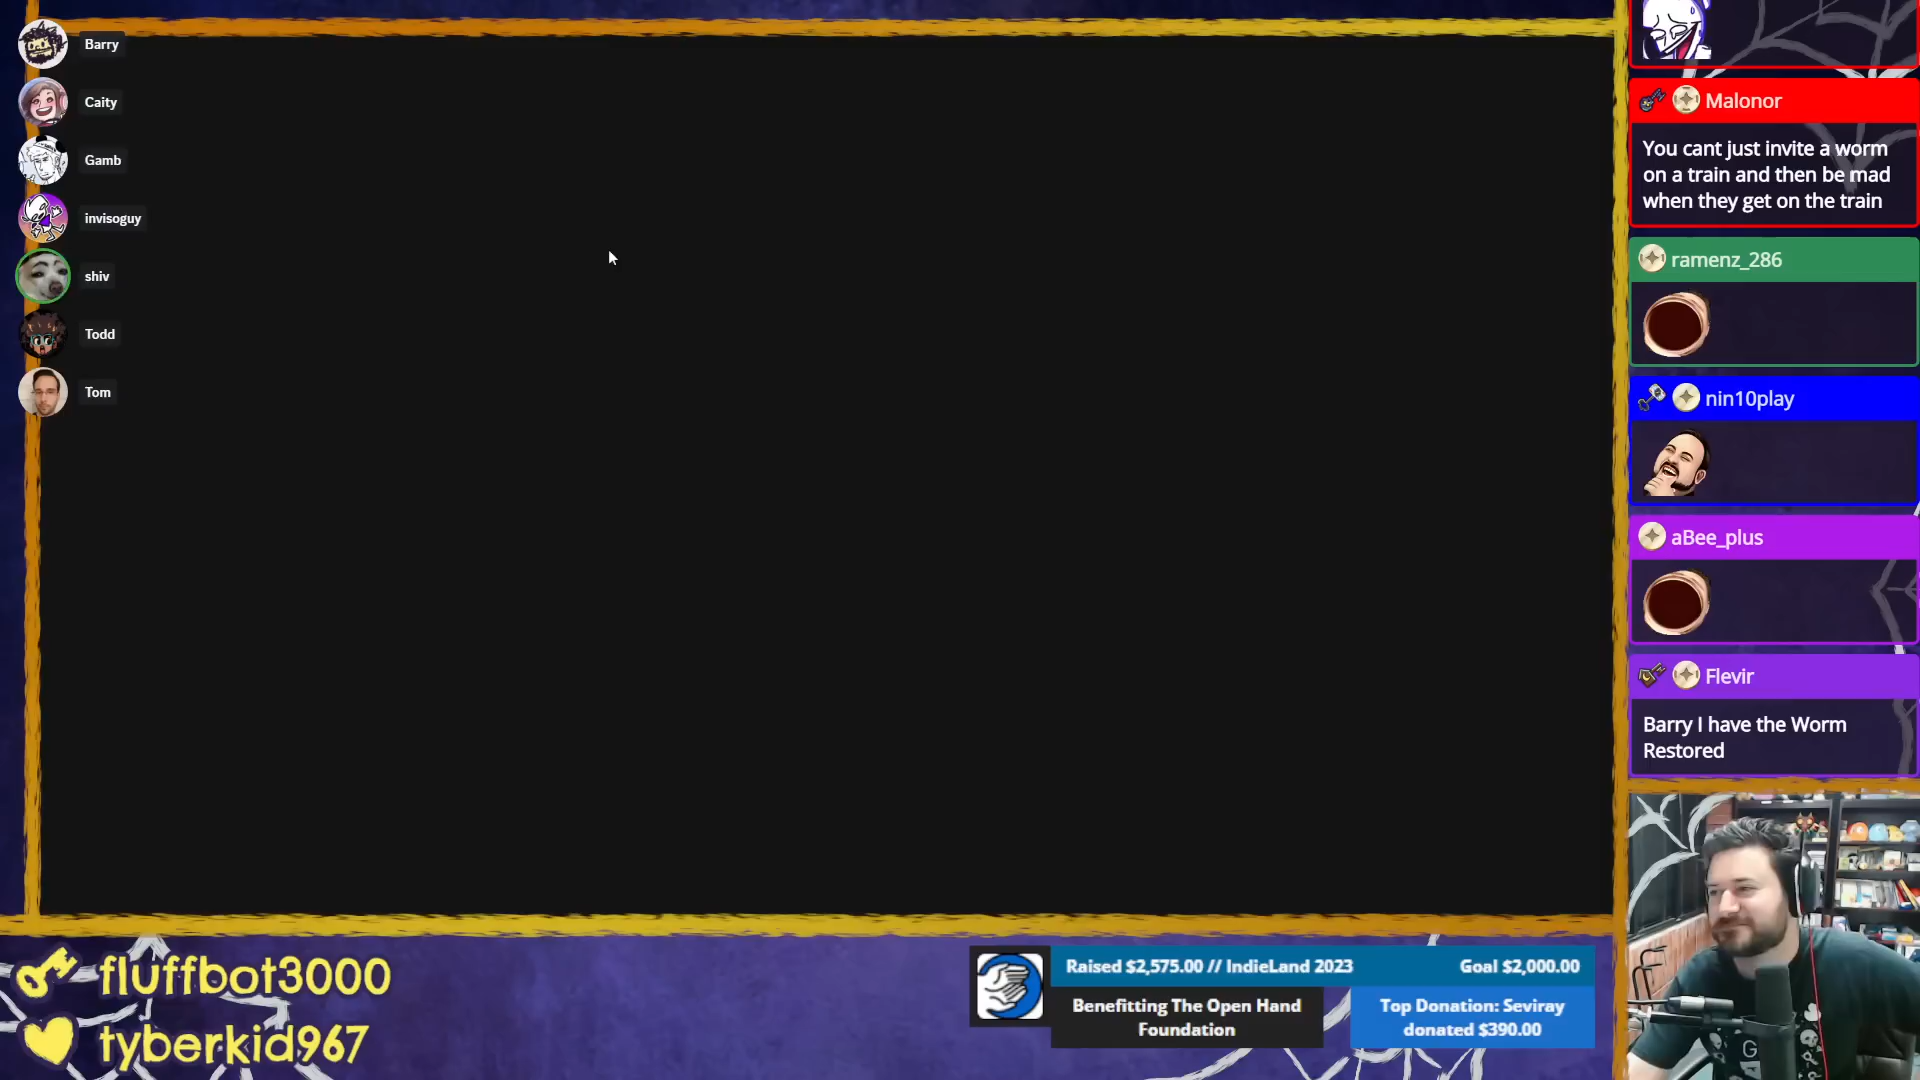 Barry
Caity
Gamb
invisoguy
shiv
Todd
Tom
Malonor
You cant just invite a worm
on a train and then be mad
when they get on the train
ramenz_286
nin10play
aBee_plus
Flevir
Barry I have the Worm
Restored
fluffbot3000
tyberkid967
Raised $2,575.00 // IndieLand 2023
Goal $2,000.00
Benefitting The Open Hand
Foundation
Top Donation: Seviray
donated $390.00
G